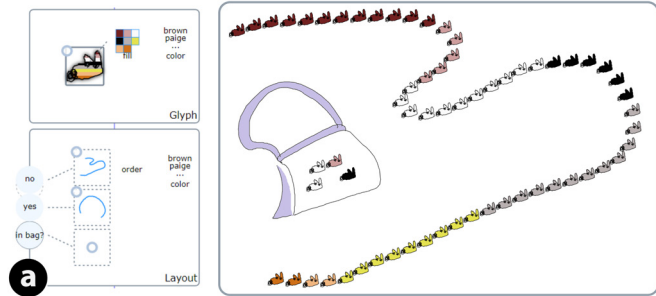 brown
paige
...
color
fill
Glyph
order
brown
paige
...
color
no
yes
in bag?
Layout
a